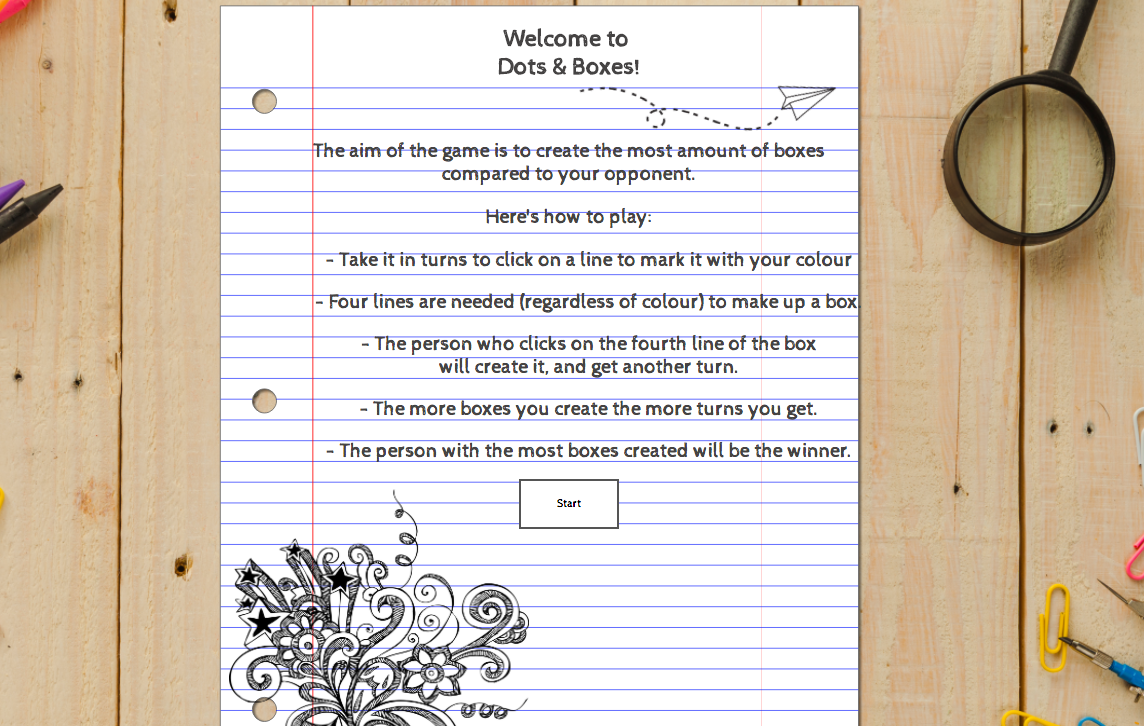 Welcome to
Dots & Boxes!
The aim of the game is to create the most amount of boxes
compared to your opponent.
Here's how to play:
- Take it in turns to click on a line to mark it with your colour
- Four lines are needed (regardless of colour) to make up a box.
- The person who clicks on the fourth line of the box
will create it, and get another turn.
- The more boxes you create the more turns you get.
- The person with the most boxes created will be the winner.
Start